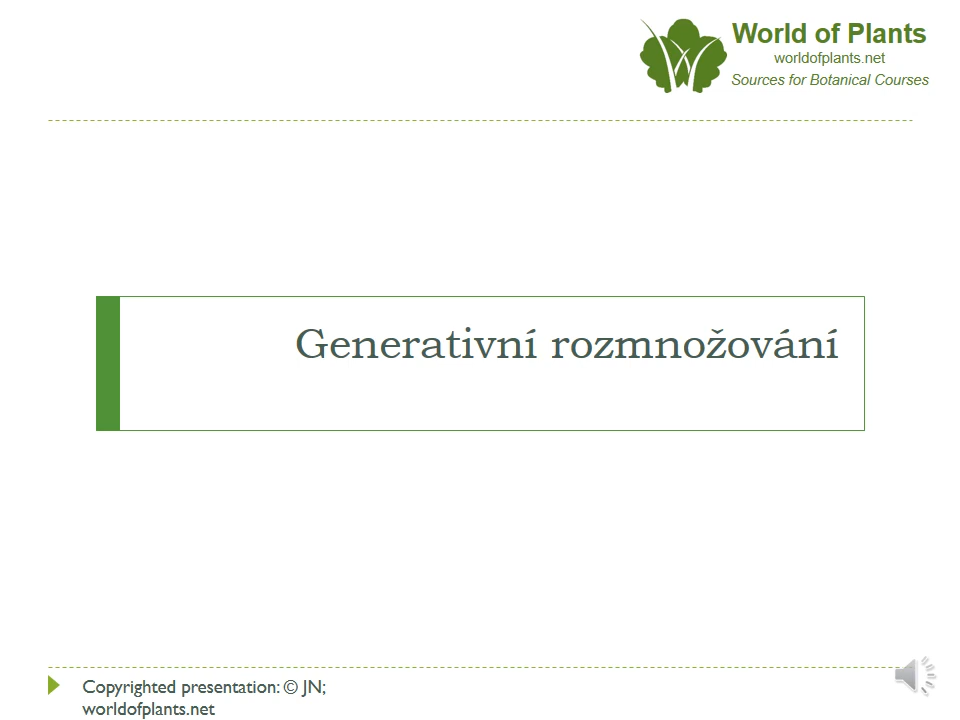 World of Plants
worldofplants.net
Sources for Botanical Courses
Generativní rozmnožování
Copyrighted presentation: © JN;
worldofplants.net